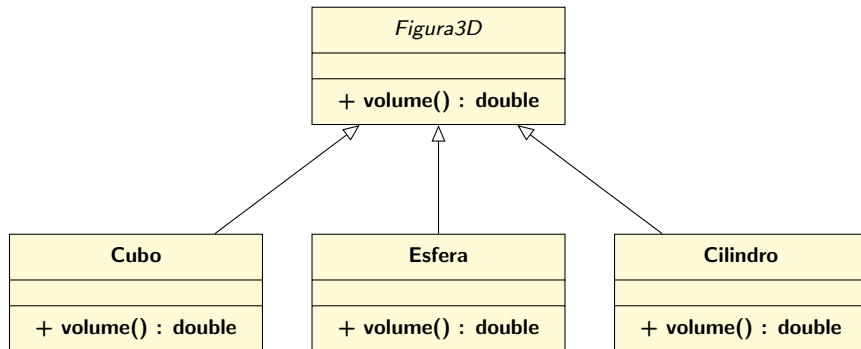 Figura3D
+ volume() : double
Cubo
+ volume() : double
Esfera
+ volume() : double
Cilindro
+ volume() : double